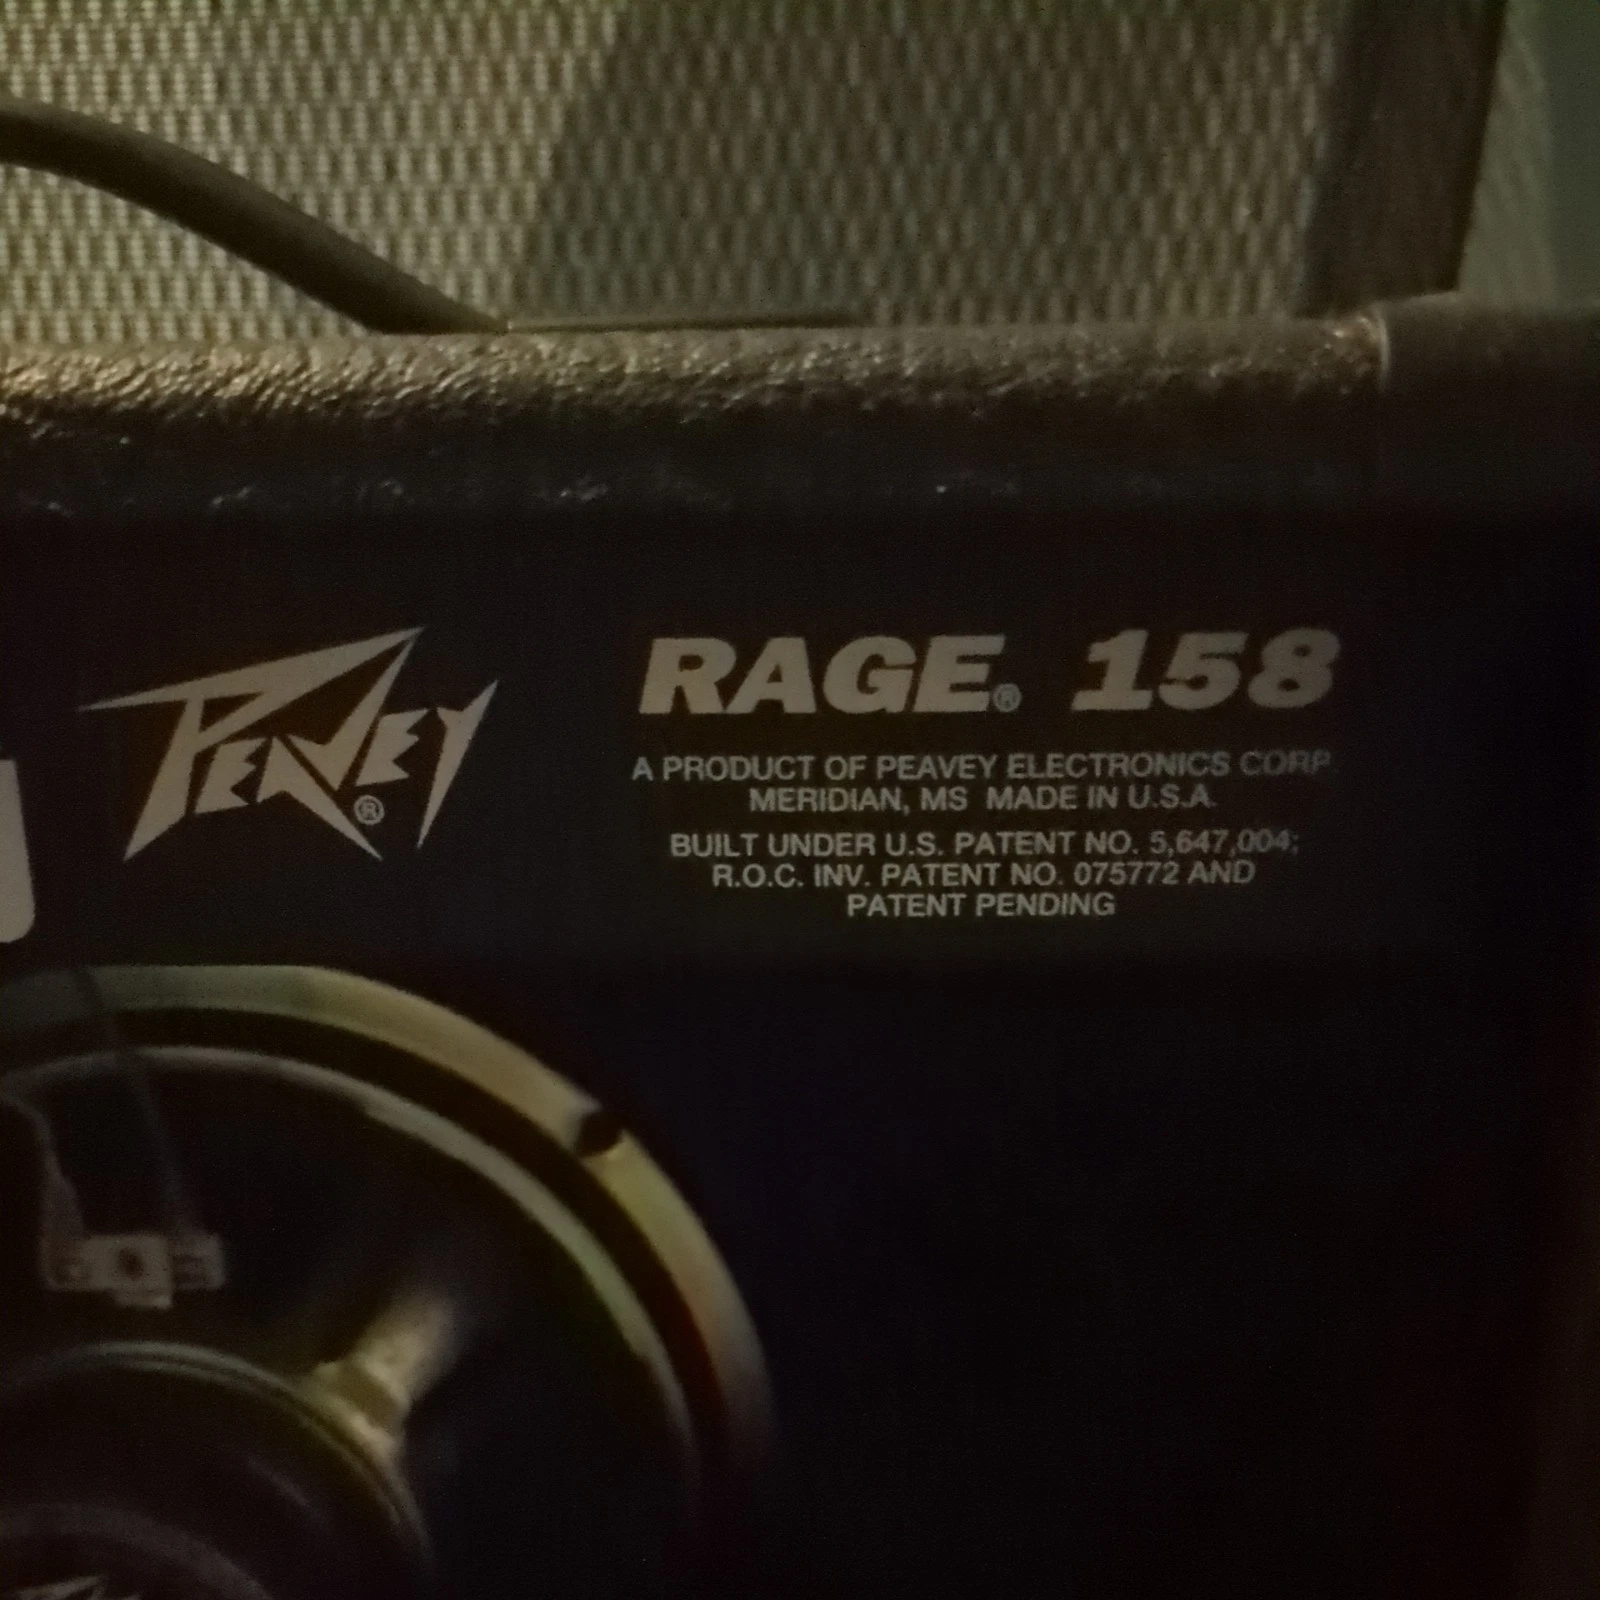 PEAVEY®
RAGE® 158
A PRODUCT OF PEAVEY ELECTRONICS CORP.
MERIDIAN, MS MADE IN U.S.A.
BUILT UNDER U.S. PATENT NO. 5,647,004;
R.O.C. INV. PATENT NO. 075772 AND
PATENT PENDING